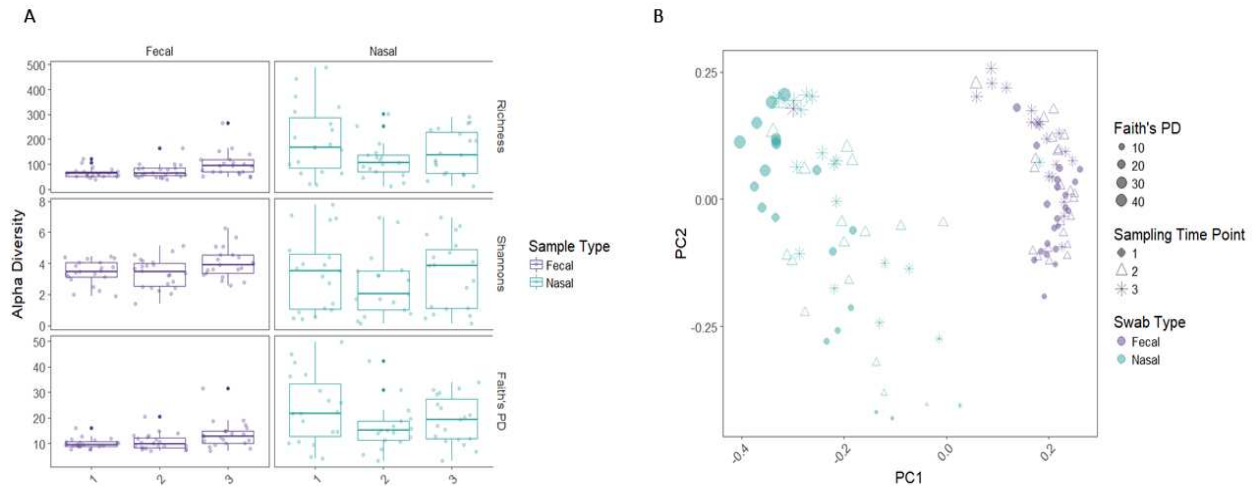 A
Fecal
Nasal
Alpha Diversity
500
400
300
200
100
0
Richness
8
6
4
2
0
Shannons
50
40
30
20
10
Faith's PD
1
2
3
1
2
3
Sample Type
Fecal
Nasal
B
PC2
0.25
0.00
-0.25
-0.4
-0.2
0.0
0.2
PC1
Faith's PD
10
20
30
40
Sampling Time Point
1
2
3
Swab Type
Fecal
Nasal